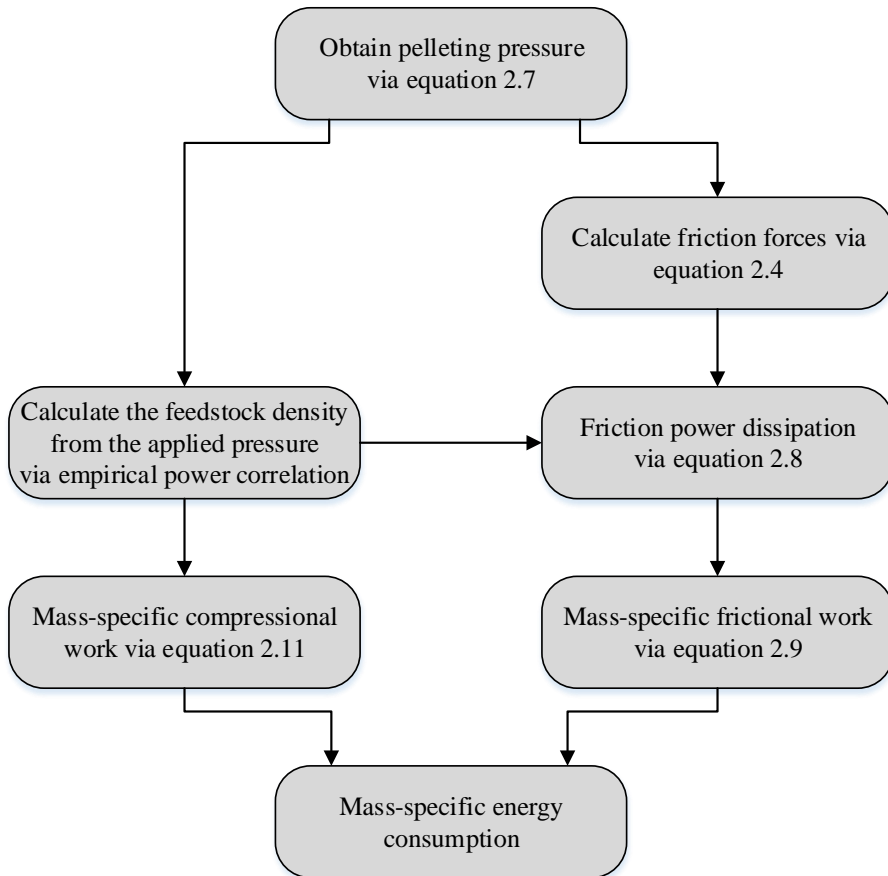 Obtain pelleting pressure
via equation 2.7
Calculate friction forces via
equation 2.4
Calculate the feedstock density
from the applied pressure
via empirical power correlation
Friction power dissipation
via equation 2.8
Mass-specific compressional
work via equation 2.11
Mass-specific frictional work
via equation 2.9
Mass-specific energy
consumption